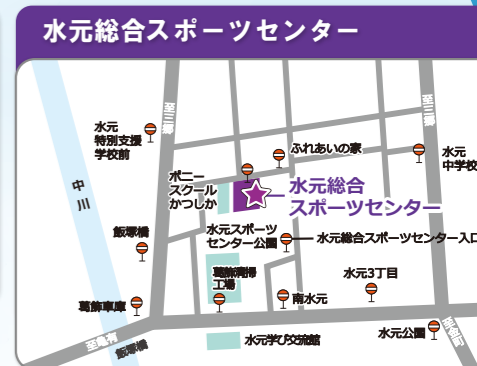 水元総合スポーツセンター
至三郷
至三郷
水元
特別支援
学校前
ふれあいの家
水元
中学校
中川
ポニー
スクール
かつしか
水元総合
スポーツセンター
飯塚橋
水元スポーツ
センター公園
水元総合スポーツセンター入口
葛飾清掃
工場
水元3丁目
葛飾車庫
南水元
至亀有
飯塚橋
水元学び交流館
水元公園
至金町